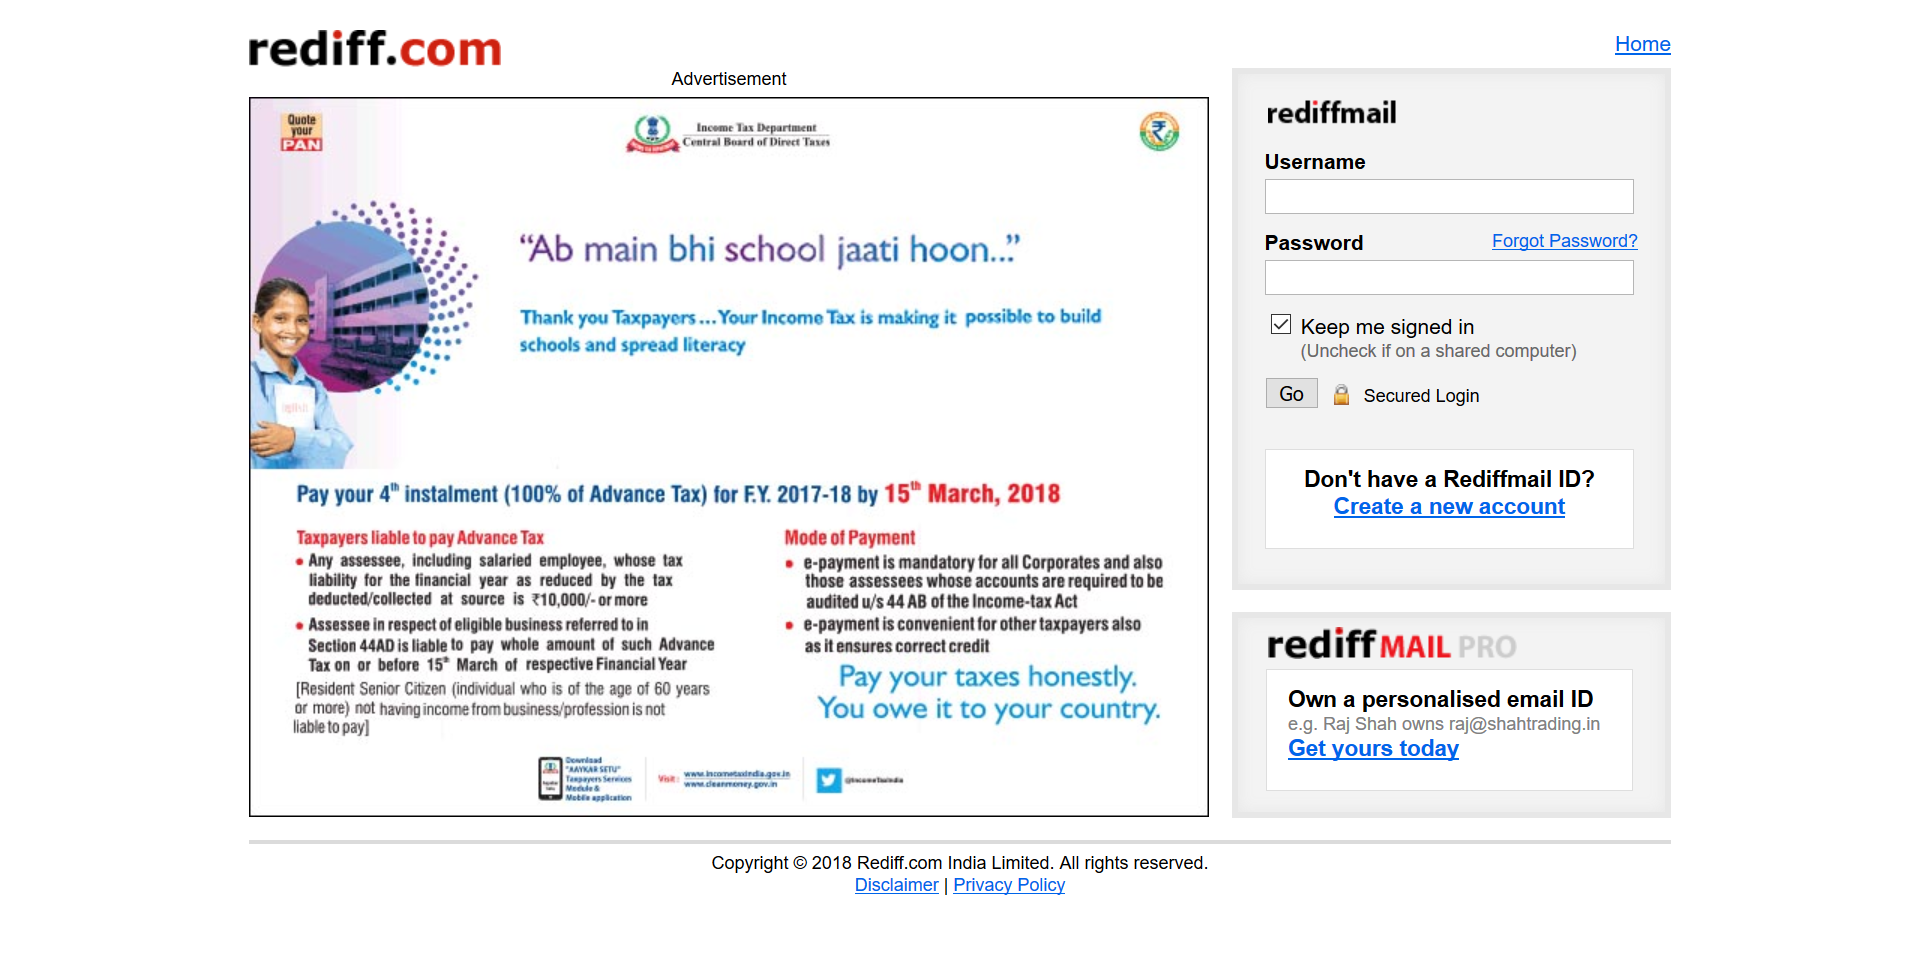 rediff.com
Home
Advertisement
Quote
your
PAN
Income Tax Department
Central Board of Direct Taxes
“Ab main bhi school jaati hoon...”
Thank you Taxpayers...Your Income Tax is making it possible to build
schools and spread literacy
Pay your 4th instalment (100% of Advance Tax) for F.Y. 2017-18 by 15th March, 2018
Taxpayers liable to pay Advance Tax
• Any assessee, including salaried employee, whose tax
liability for the financial year as reduced by the tax
deducted/collected at source is ₹10,000/- or more
• Assessee in respect of eligible business referred to in
Section 44AD is liable to pay whole amount of such Advance
Tax on or before 15th March of respective Financial Year
[Resident Senior Citizen (individual who is of the age of 60 years
or more) not having income from business/profession is not
liable to pay]
Mode of Payment
• e-payment is mandatory for all Corporates and also
those assessees whose accounts are required to be
audited u/s 44 AB of the Income-tax Act
• e-payment is convenient for other taxpayers also
as it ensures correct credit
Pay your taxes honestly.
You owe it to your country.
Download
"AAYKAR SETU"
Taxpayers Services
Module &
Mobile application
Visit: www.incometaxindia.gov.in
www.cleanmoney.gov.in
@IncomeTaxIndia
rediffmail
Username
Password
Forgot Password?
Keep me signed in
(Uncheck if on a shared computer)
Go
Secured Login
Don't have a Rediffmail ID?
Create a new account
rediff MAIL PRO
Own a personalised email ID
e.g. Raj Shah owns raj@shahtrading.in
Get yours today
Copyright © 2018 Rediff.com India Limited. All rights reserved.
Disclaimer | Privacy Policy